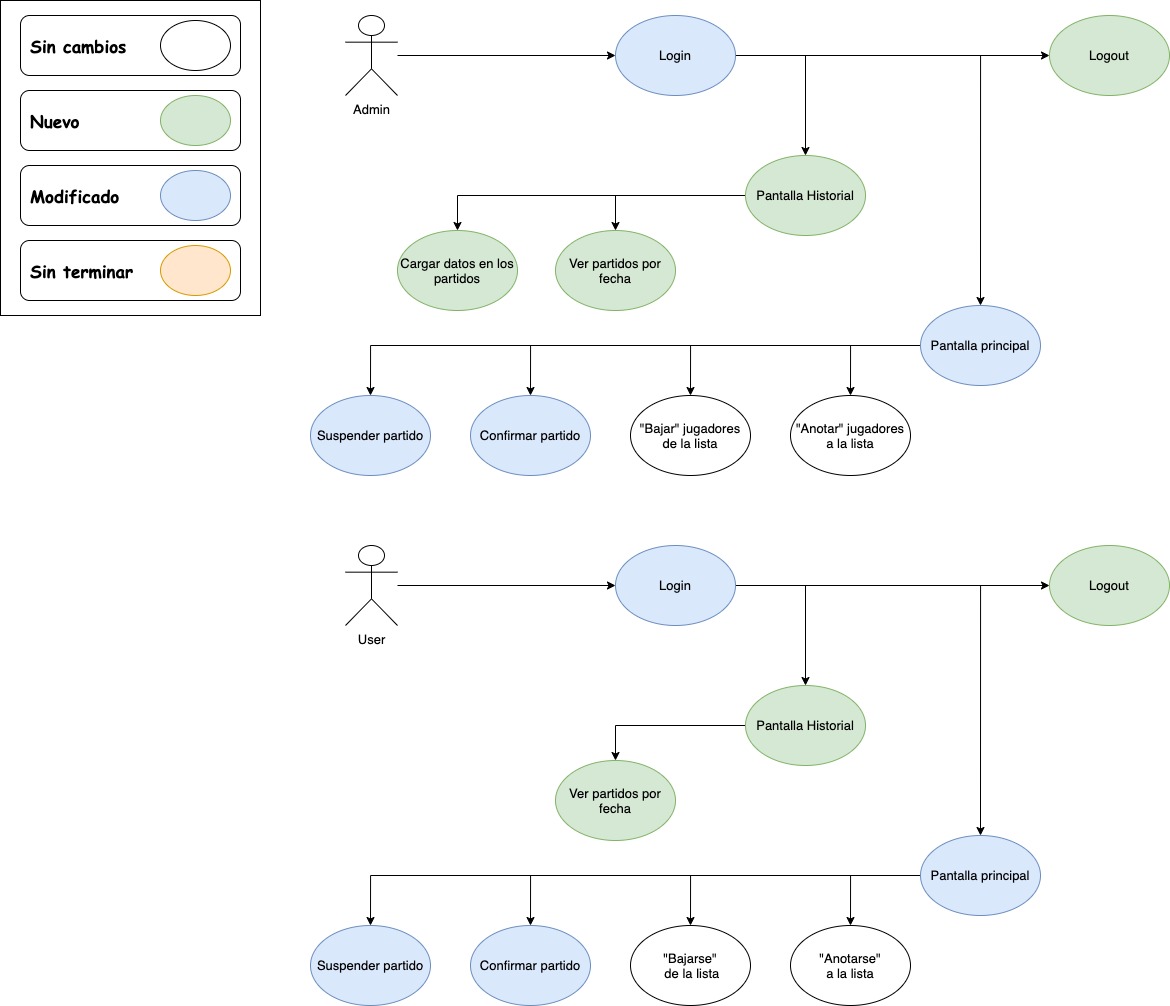 Sin cambios
Nuevo
Modificado
Sin terminar
Admin
Login
Logout
Pantalla Historial
Cargar datos en los
partidos
Ver partidos por
fecha
Pantalla principal
Suspender partido
Confirmar partido
"Bajar" jugadores
de la lista
"Anotar" jugadores
a la lista
User
Login
Logout
Pantalla Historial
Ver partidos por
fecha
Pantalla principal
Suspender partido
Confirmar partido
"Bajarse"
de la lista
"Anotarse"
a la lista